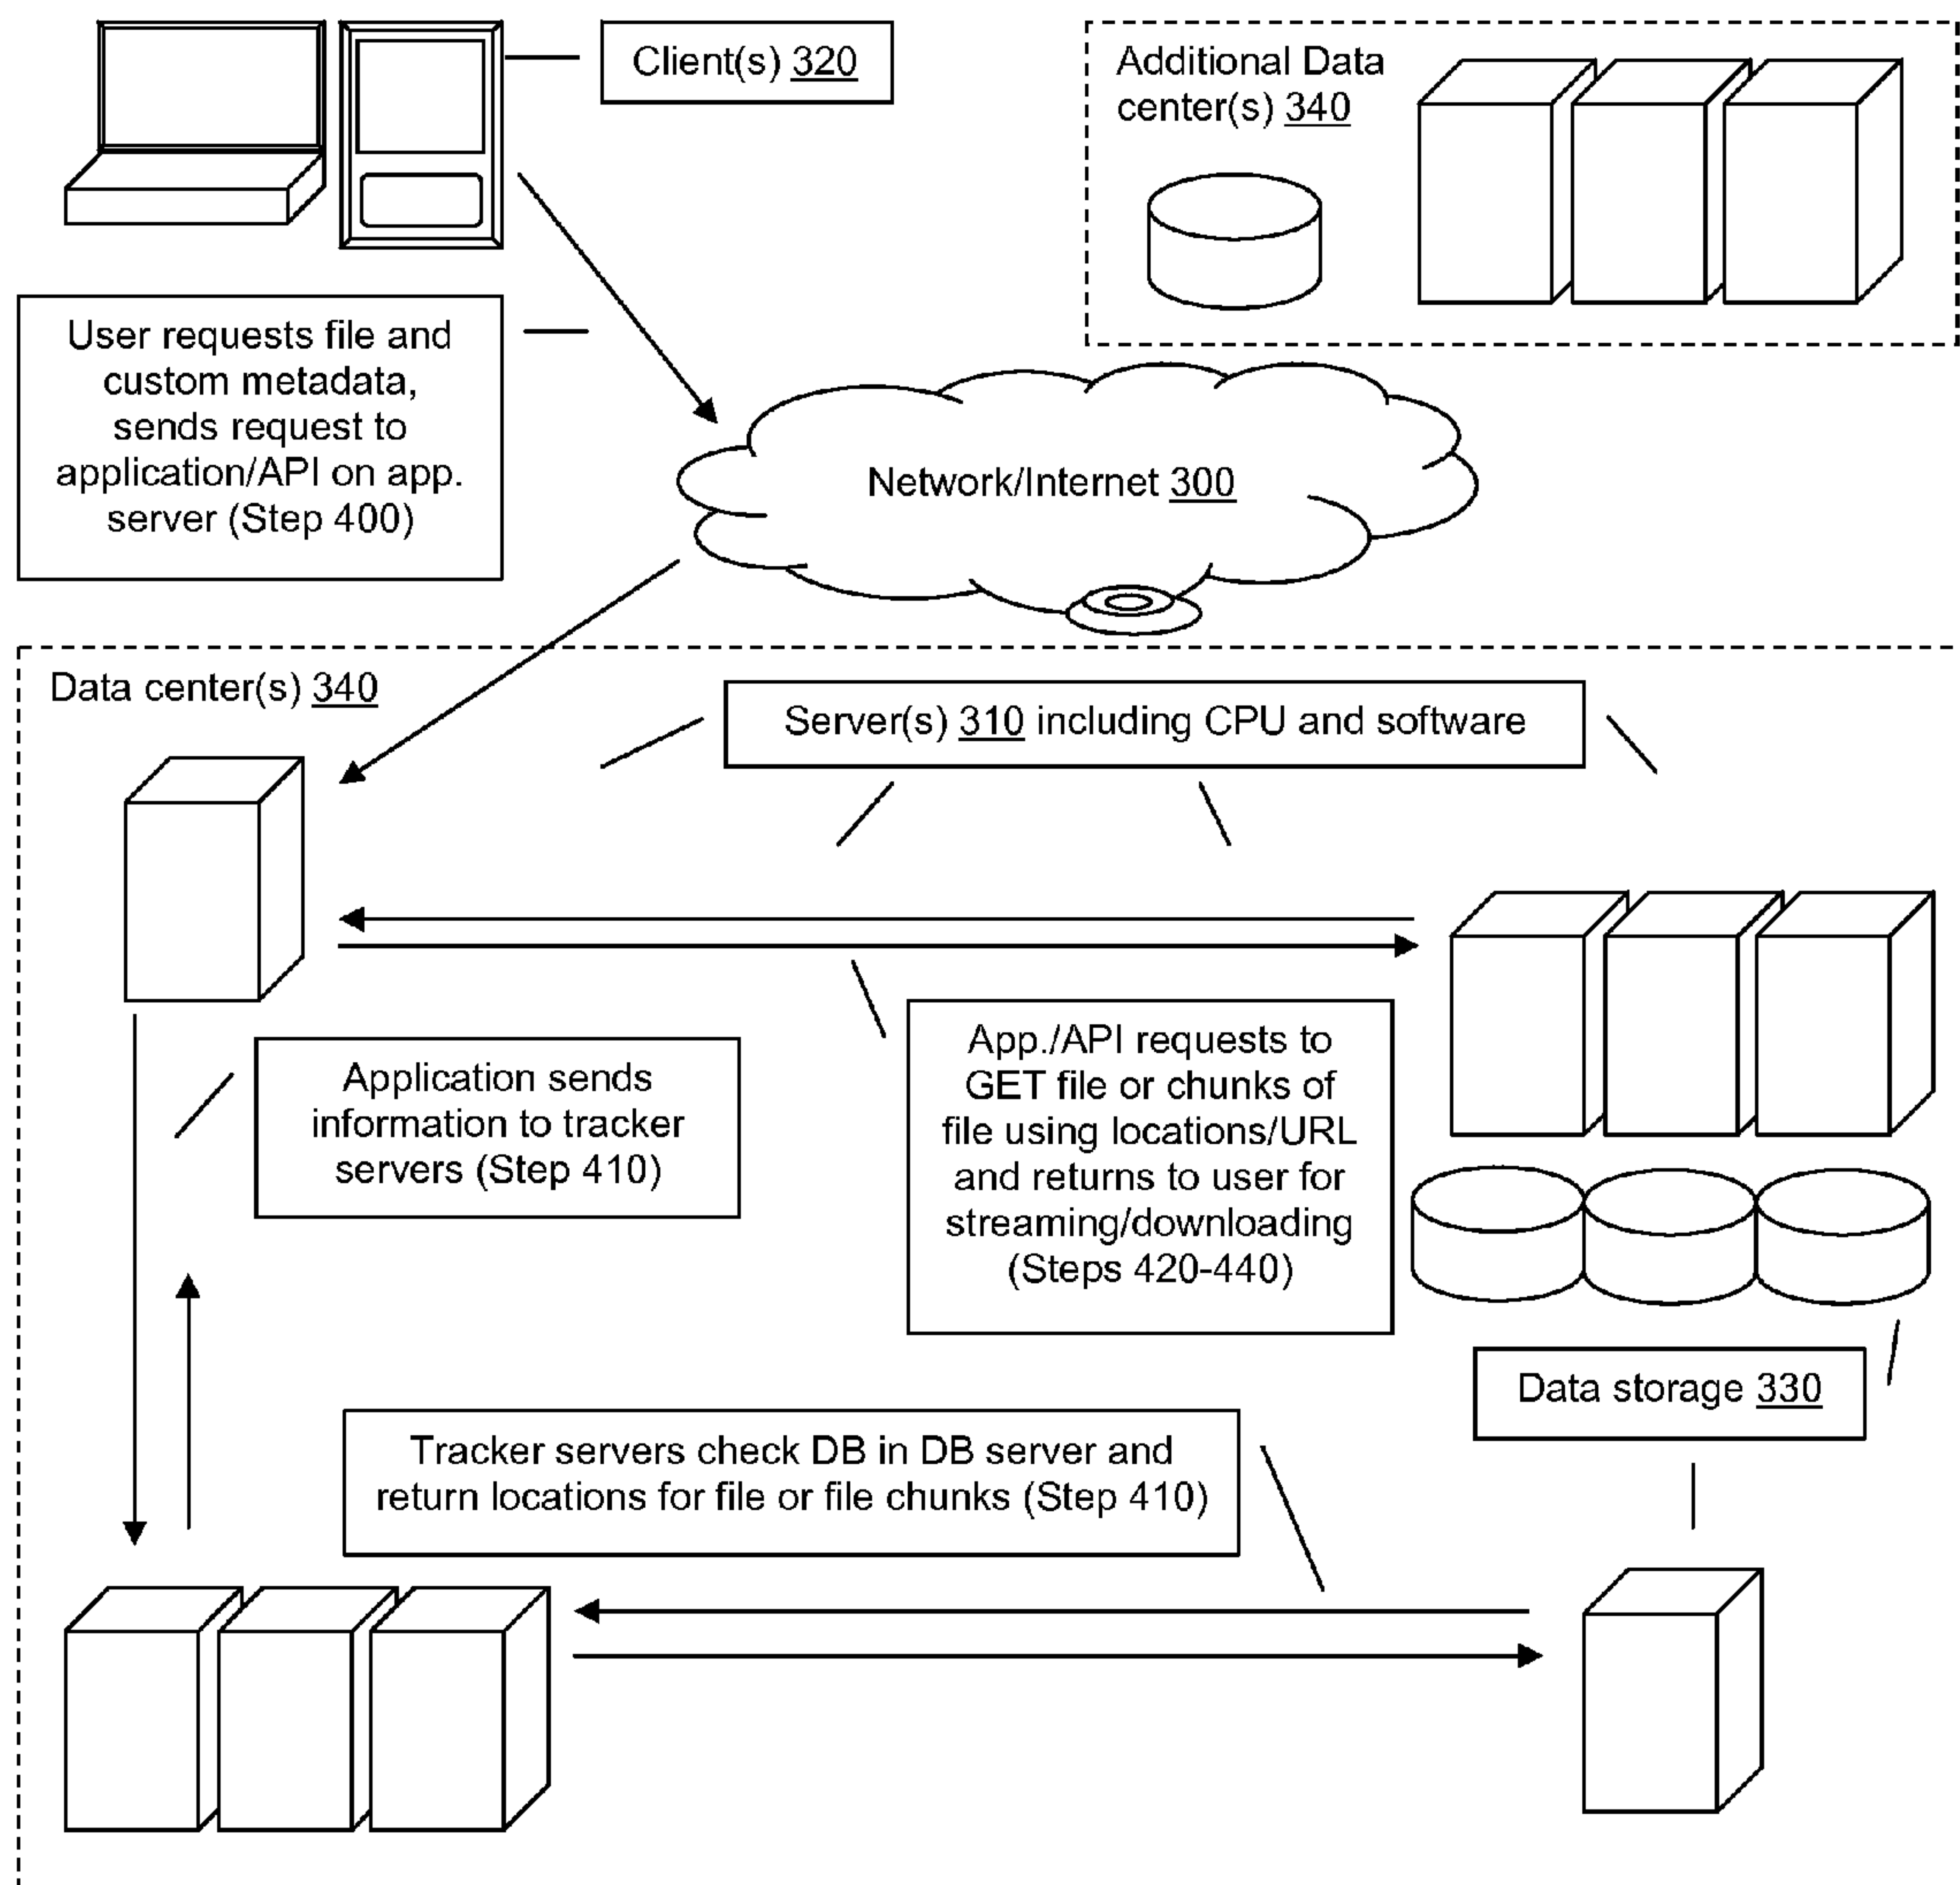 Client(s) 320
Additional Data
center(s) 340
User requests file and
custom metadata,
sends request to
application/API on app.
server (Step 400)
Network/Internet 300
Data center(s) 340
Server(s) 310 including CPU and software
Application sends
information to tracker
servers (Step 410)
App./API requests to
GET file or chunks of
file using locations/URL
and returns to user for
streaming/downloading
(Steps 420-440)
Data storage 330
Tracker servers check DB in DB server and
return locations for file or file chunks (Step 410)